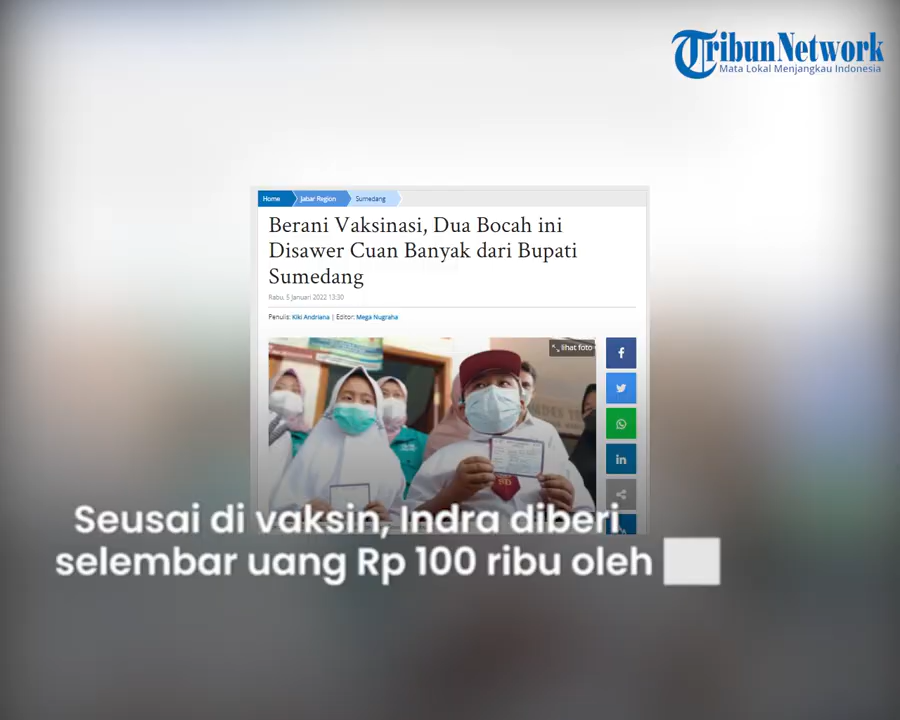 TribunNetwork
Mata Lokal Menjangkau Indonesia
Home Jabar Region Sumedang
Berani Vaksinasi, Dua Bocah ini
Disawer Cuan Banyak dari Bupati
Sumedang
Rabu, 5 Januari 2022 13:30
Penulis: Kiki Andriana | Editor: Mega Nugraha
lihat foto
Seusai di vaksin, Indra diberi
selembar uang Rp 100 ribu oleh